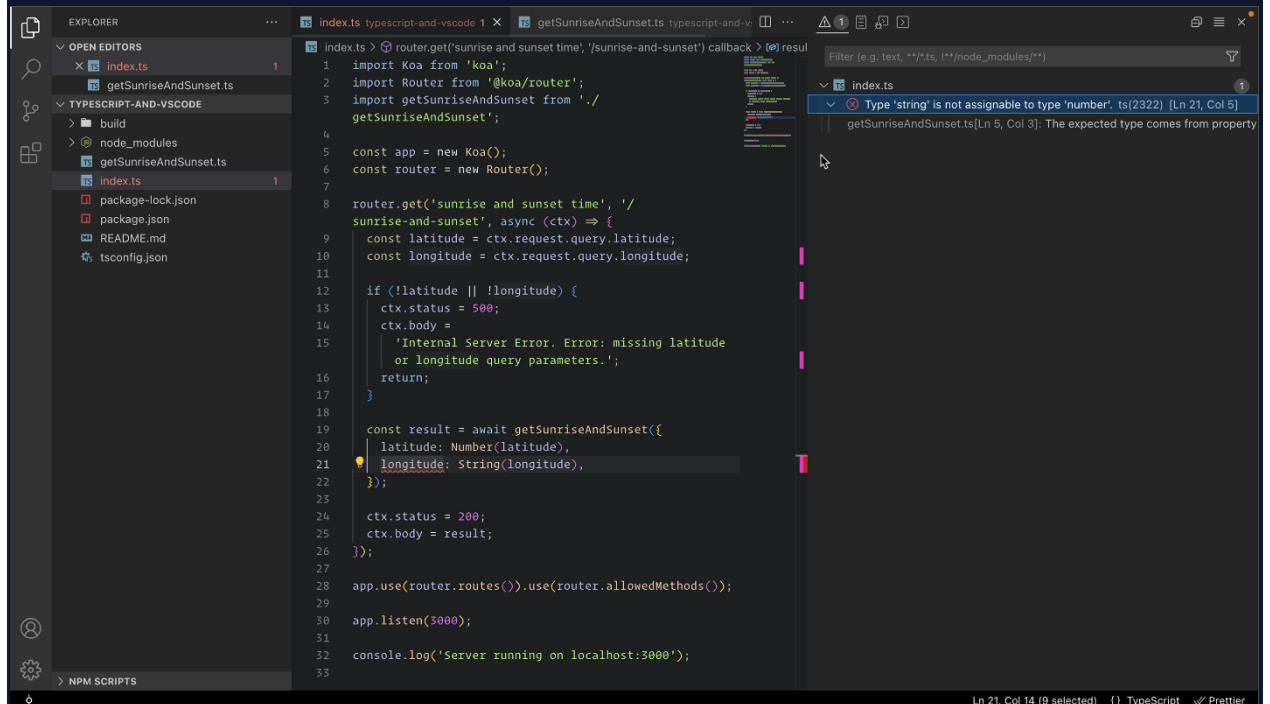 EXPLORER
OPEN EDITORS
index.ts 1
getSunriseAndSunset.ts
TYPESCRIPT-AND-VSCODE
build
node_modules
getSunriseAndSunset.ts
index.ts 1
package-lock.json
package.json
README.md
tsconfig.json
NPM SCRIPTS
index.ts typescript-and-vscode 1
getSunriseAndSunset.ts typescript-and-vs
index.ts > router.get('sunrise and sunset time', '/sunrise-and-sunset') callback > resul
1 import Koa from 'koa';
2 import Router from '@koa/router';
3 import getSunriseAndSunset from './
getSunriseAndSunset';
4
5 const app = new Koa();
6 const router = new Router();
7
8 router.get('sunrise and sunset time', '/
sunrise-and-sunset', async (ctx) => {
9 const latitude = ctx.request.query.latitude;
10 const longitude = ctx.request.query.longitude;
11
12 if (!latitude || !longitude) {
13 ctx.status = 500;
14 ctx.body =
15 'Internal Server Error. Error: missing latitude
or longitude query parameters.';
16 return;
17 }
18
19 const result = await getSunriseAndSunset({
20 latitude: Number(latitude),
21 longitude: String(longitude),
22 });
23
24 ctx.status = 200;
25 ctx.body = result;
26 });
27
28 app.use(router.routes()).use(router.allowedMethods());
29
30 app.listen(3000);
31
32 console.log('Server running on localhost:3000');
33
1
Filter (e.g. text, **/*.ts, !**/node_modules/**)
index.ts 1
Type 'string' is not assignable to type 'number'. ts(2322) [Ln 21, Col 5]
getSunriseAndSunset.ts[Ln 5, Col 3]: The expected type comes from property
Ln 21, Col 14 (9 selected) {} TypeScript Prettier